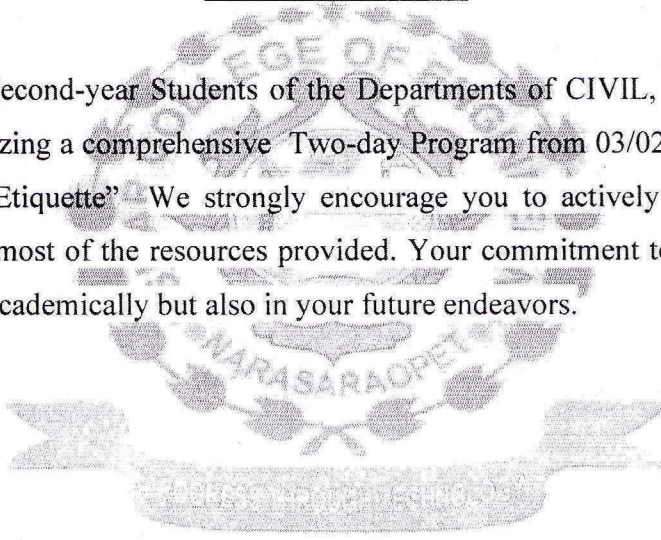 COLLEGE OF
econd-year Students of the Departments of CIVIL,
zing a comprehensive Two-day Program from 03/02
Etiquette” We strongly encourage you to actively
most of the resources provided. Your commitment to
cademically but also in your future endeavors.
NARASARAOPET